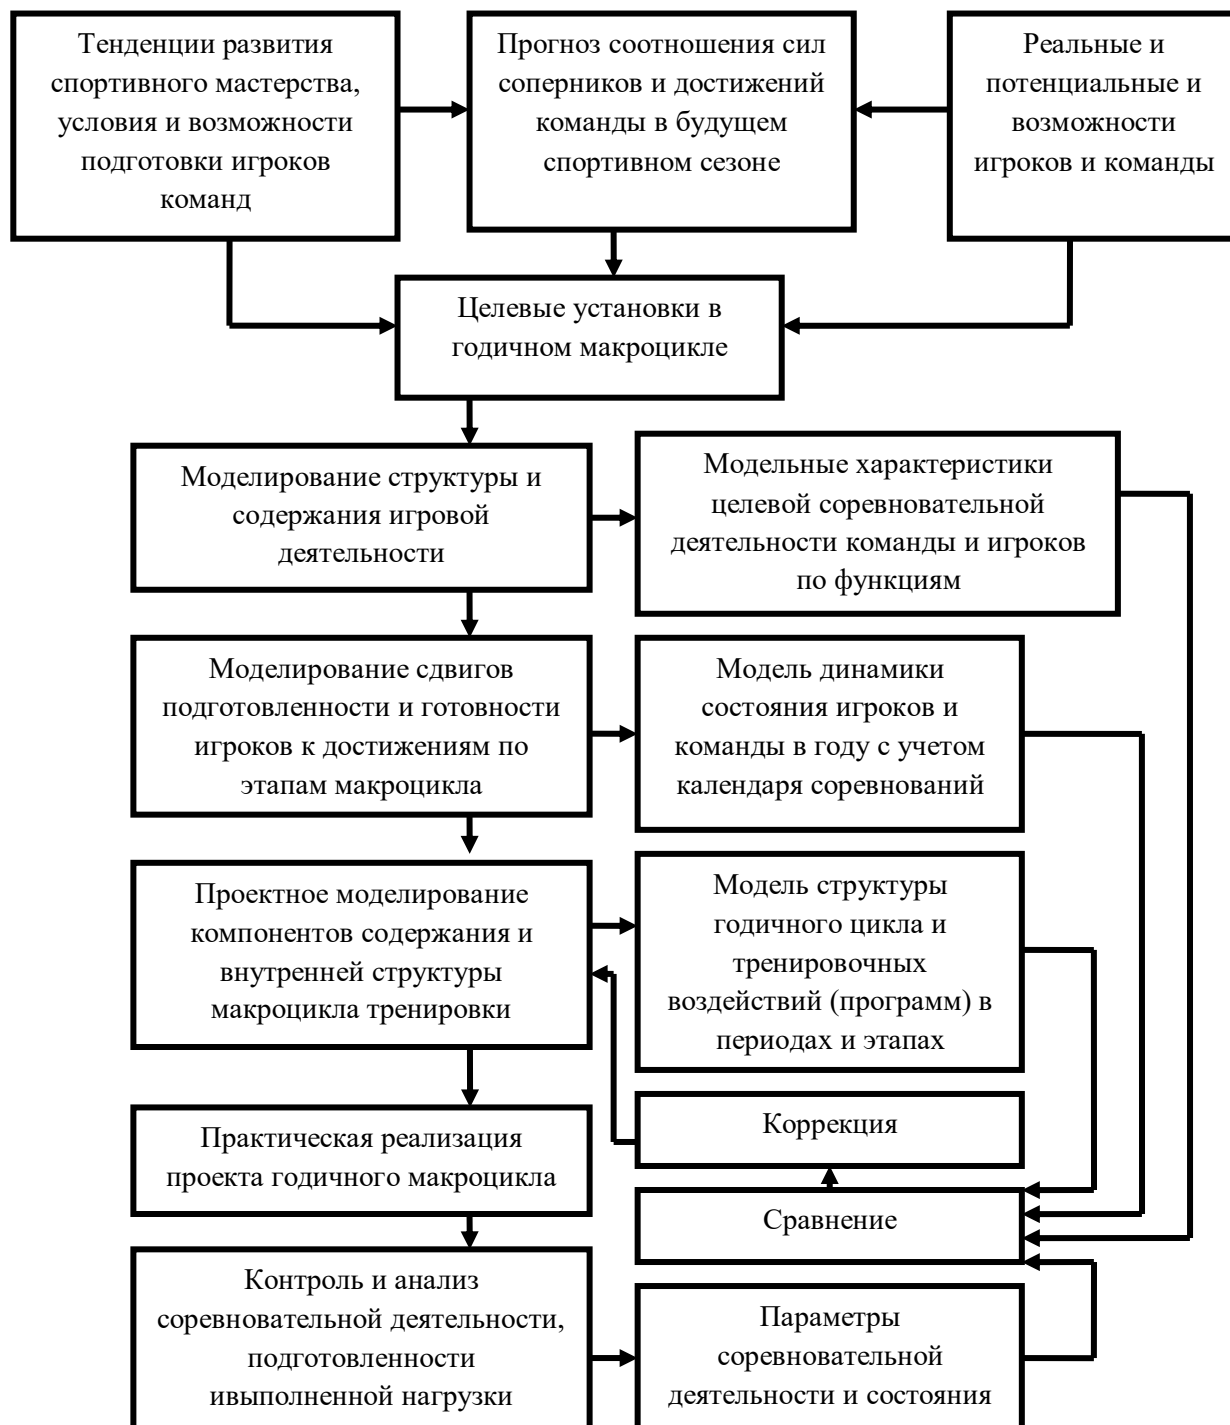 Тенденции развития
спортивного мастерства,
условия и возможности
подготовки игроков
команд
Прогноз соотношения сил
соперников и достижений
команды в будущем
спортивном сезоне
Реальные и
потенциальные и
возможности
игроков и команды
Целевые установки в
годичном макроцикле
Моделирование структуры и
содержания игровой
деятельности
Модельные характеристики
целевой соревновательной
деятельности команды и игроков
по функциям
Моделирование сдвигов
подготовленности и готовности
игроков к достижениям по
этапам макроцикла
Модель динамики
состояния игроков и
команды в году с учетом
календаря соревнований
Проектное моделирование
компонентов содержания и
внутренней структуры
макроцикла тренировки
Модель структуры
годичного цикла и
тренировочных
воздействий (программ) в
периодах и этапах
Коррекция
Практическая реализация
проекта годичного макроцикла
Сравнение
Контроль и анализ
соревновательной деятельности,
подготовленности
ивыполненной нагрузки
Параметры
соревновательной
деятельности и состояния